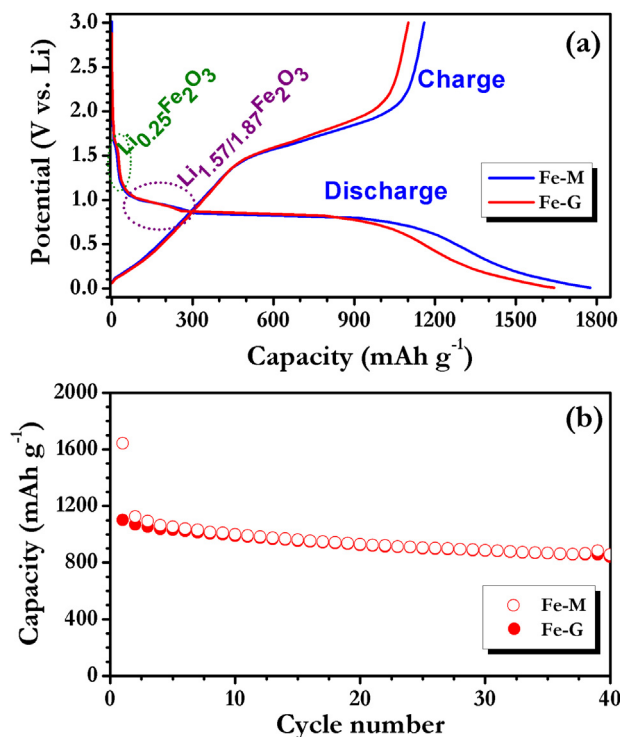 (a)
3.0
2.5
2.0
1.5
1.0
0.5
0.0
Potential (V vs. Li)
Li0.25Fe2O3
Li1.57/1.87Fe2O3
Charge
Discharge
Fe-M
Fe-G
0 300 600 900 1200 1500 1800
Capacity (mAh g-1)
(b)
2000
1600
1200
800
400
0
Capacity (mAh g-1)
Fe-M
Fe-G
0 10 20 30 40
Cycle number